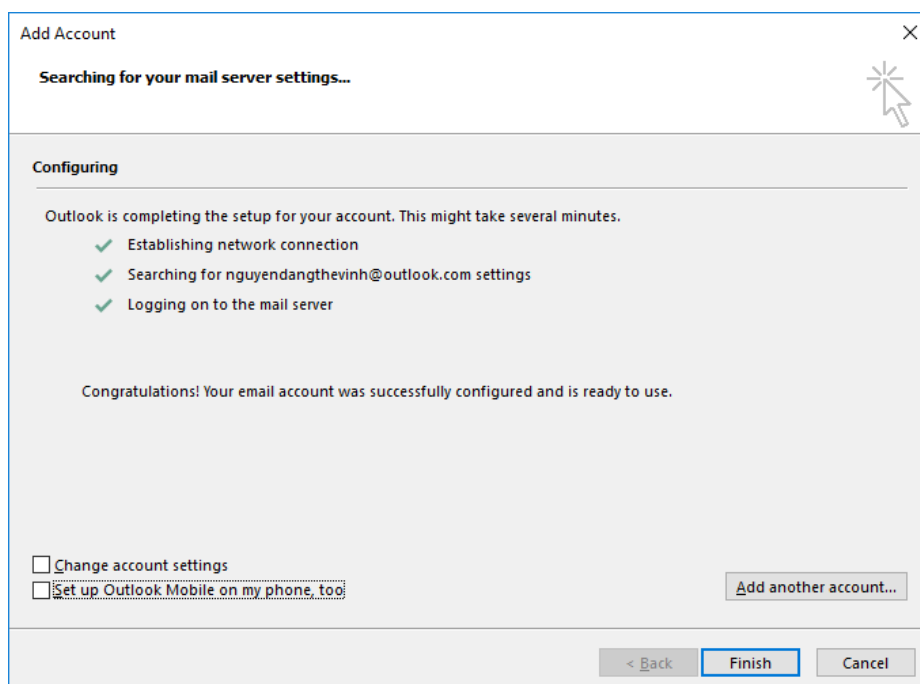 Add Account
Searching for your mail server settings...
Configuring
Outlook is completing the setup for your account. This might take several minutes.
Establishing network connection
Searching for nguyendangthevinh@outlook.com settings
Logging on to the mail server
Congratulations! Your email account was successfully configured and is ready to use.
Change account settings
Set up Outlook Mobile on my phone, too
Add another account...
< Back
Finish
Cancel